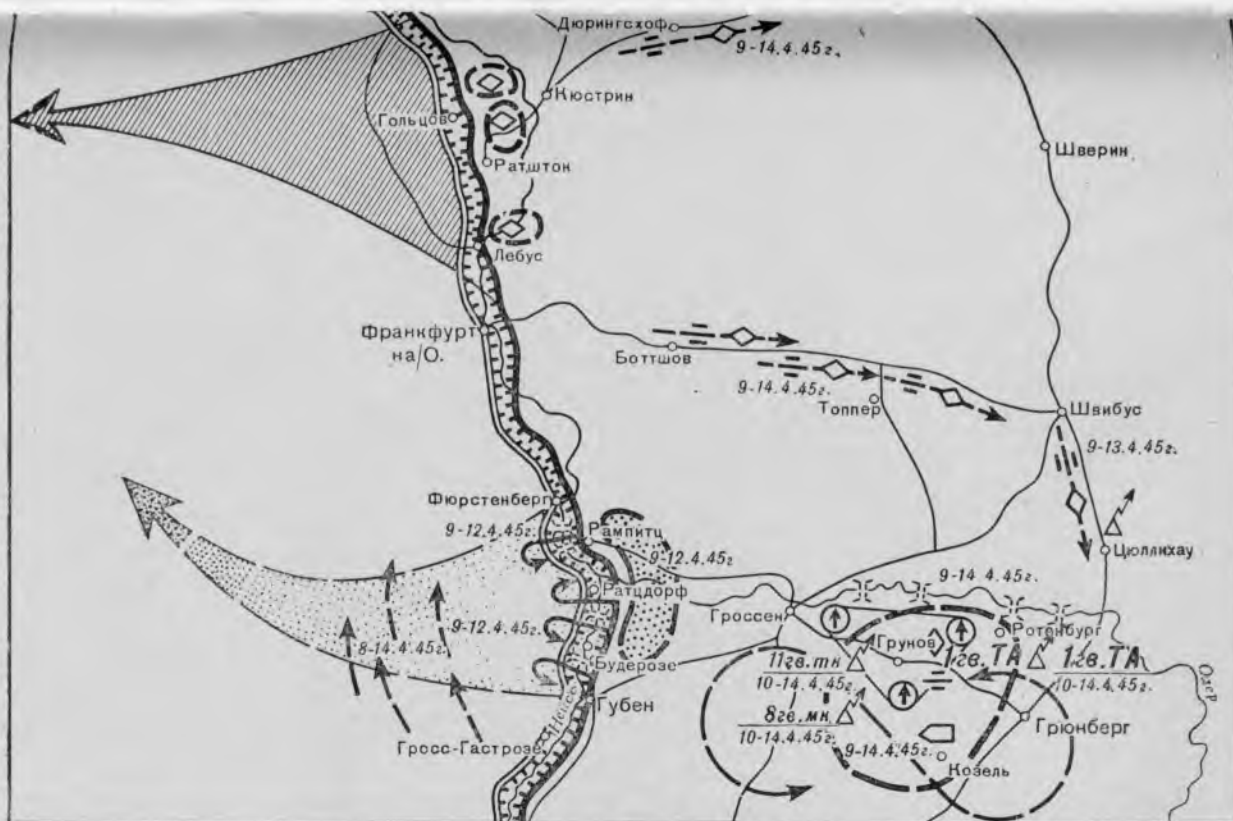 Дюрингсхоф
9-14.4.45г.
Кюстрин
Гольцов
Шверин
Ратшток
Лебус
Франкфурт
на/О.
Боттшов
9-14.4.45г.
Топпер
Швибус
9-13.4.45г.
Фюрстенберг
9-12.4.45г.
Рампитц
9-12.4.45г
Цюллихау
9-14 4.45г.
Ратцдорф
Гроссен
Ротенбург
Грунов
9-12.4.45г.
8-14.4.45г.
Будерозе
11гв.тк
10-14.4.45г.
1гв.ТА
1гв.ТА
10-14.4.45г.
Одер
Губен
8гв.мк
10-14.4.45г.
Грюнберг
Нейсе
Гросс-Гастрозе
9-14.4.45г.
Козель